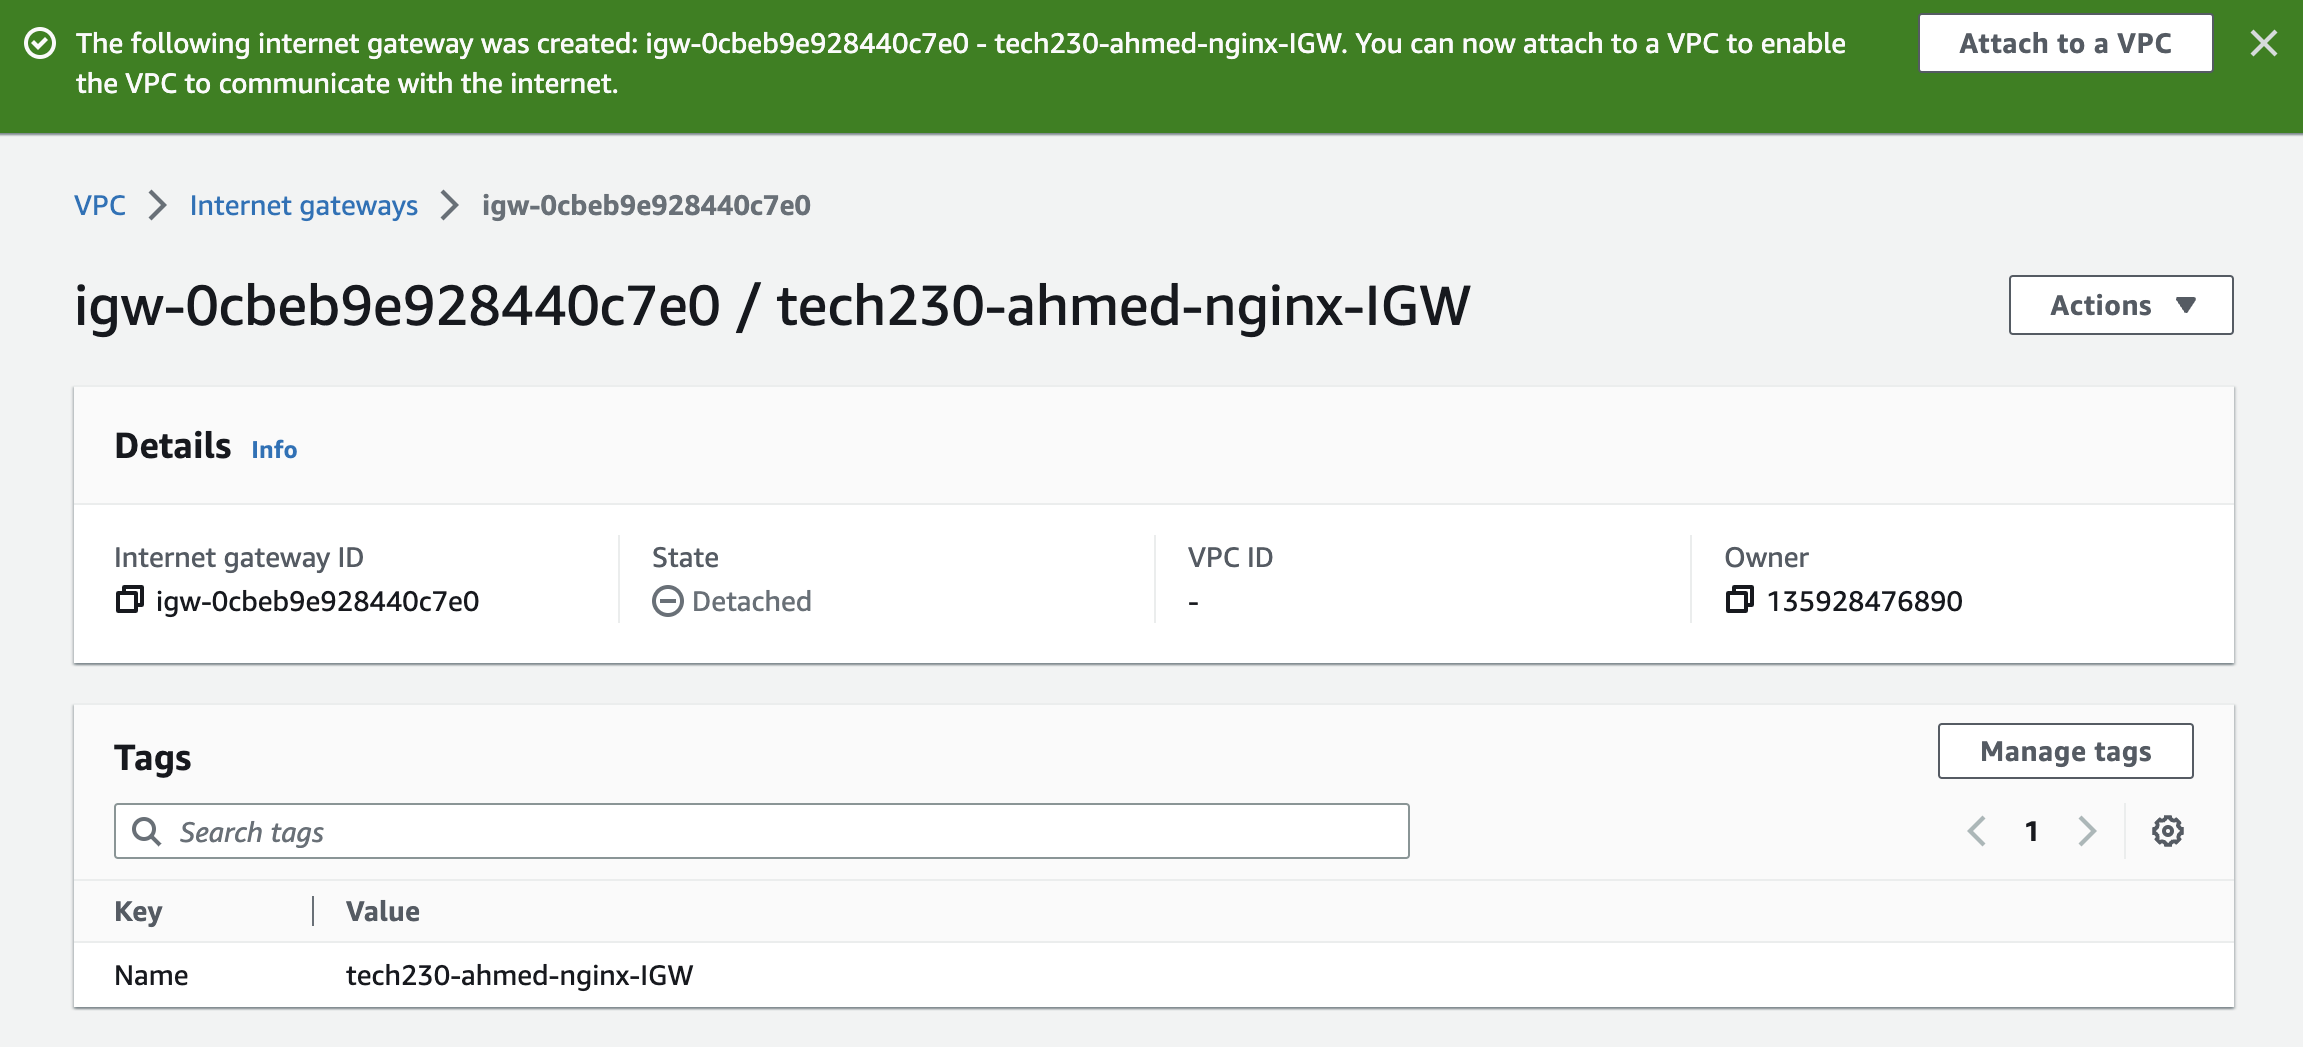 The following internet gateway was created: igw-0cbeb9e928440c7e0 - tech230-ahmed-nginx-IGW. You can now attach to a VPC to enable
the VPC to communicate with the internet.
Attach to a VPC
VPC
Internet gateways
igw-0cbeb9e928440c7e0
igw-0cbeb9e928440c7e0 / tech230-ahmed-nginx-IGW
Actions
Details Info
Internet gateway ID
igw-0cbeb9e928440c7e0
State
Detached
VPC ID
-
Owner
135928476890
Tags
Manage tags
Search tags
1
Key
Value
Name
tech230-ahmed-nginx-IGW